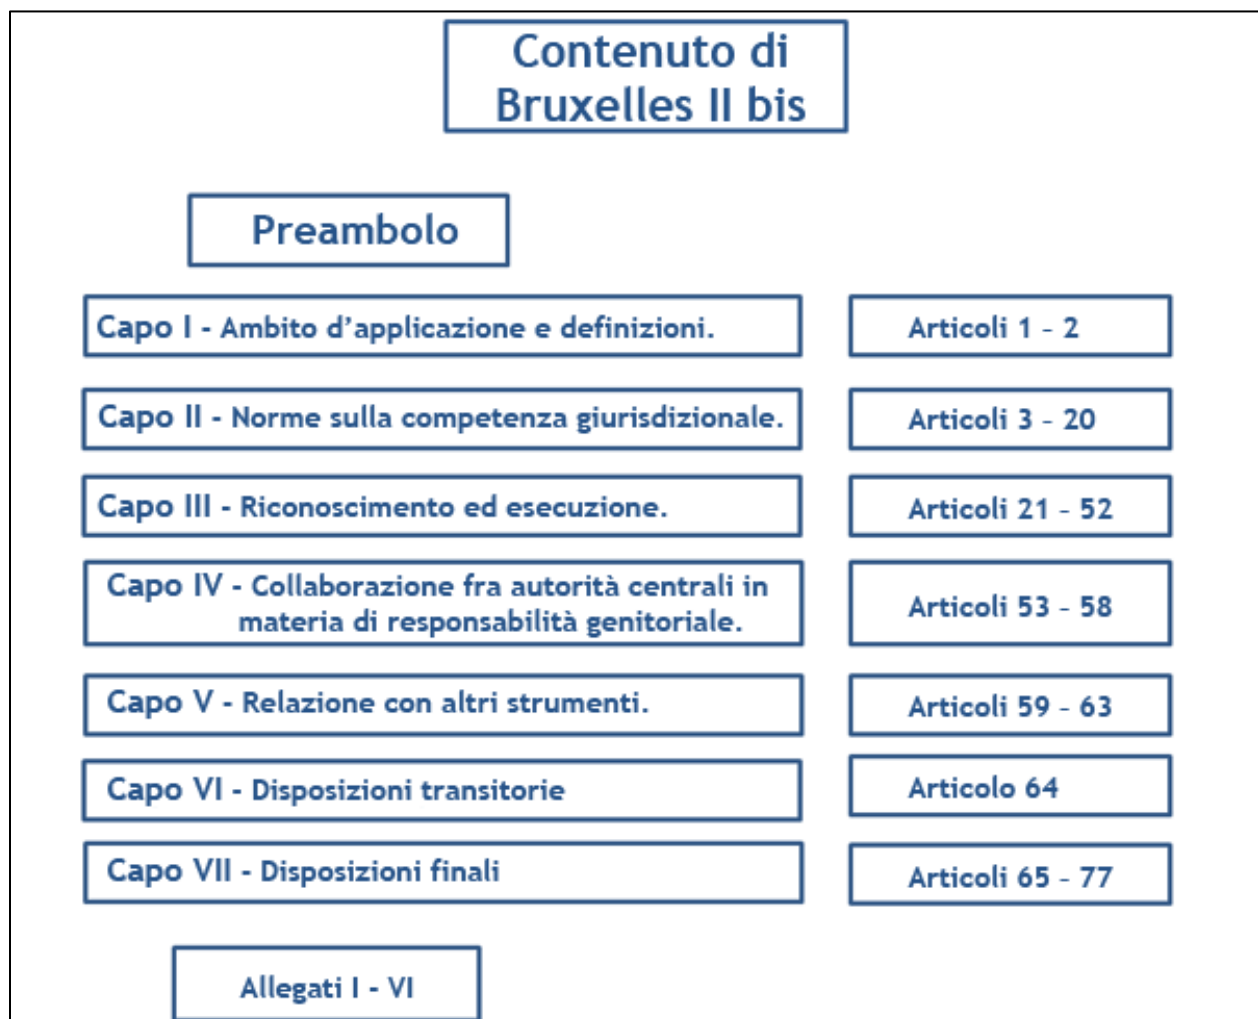 Contenuto di
Bruxelles II bis
Preambolo
Capo I - Ambito d'applicazione e definizioni.
Articoli 1 – 2
Capo II - Norme sulla competenza giurisdizionale.
Articoli 3 – 20
Capo III - Riconoscimento ed esecuzione.
Articoli 21 – 52
Capo IV - Collaborazione fra autorità centrali in
materia di responsabilità genitoriale.
Articoli 53 – 58
Capo V - Relazione con altri strumenti.
Articoli 59 – 63
Capo VI - Disposizioni transitorie
Articolo 64
Capo VII - Disposizioni finali
Articoli 65 – 77
Allegati I - VI